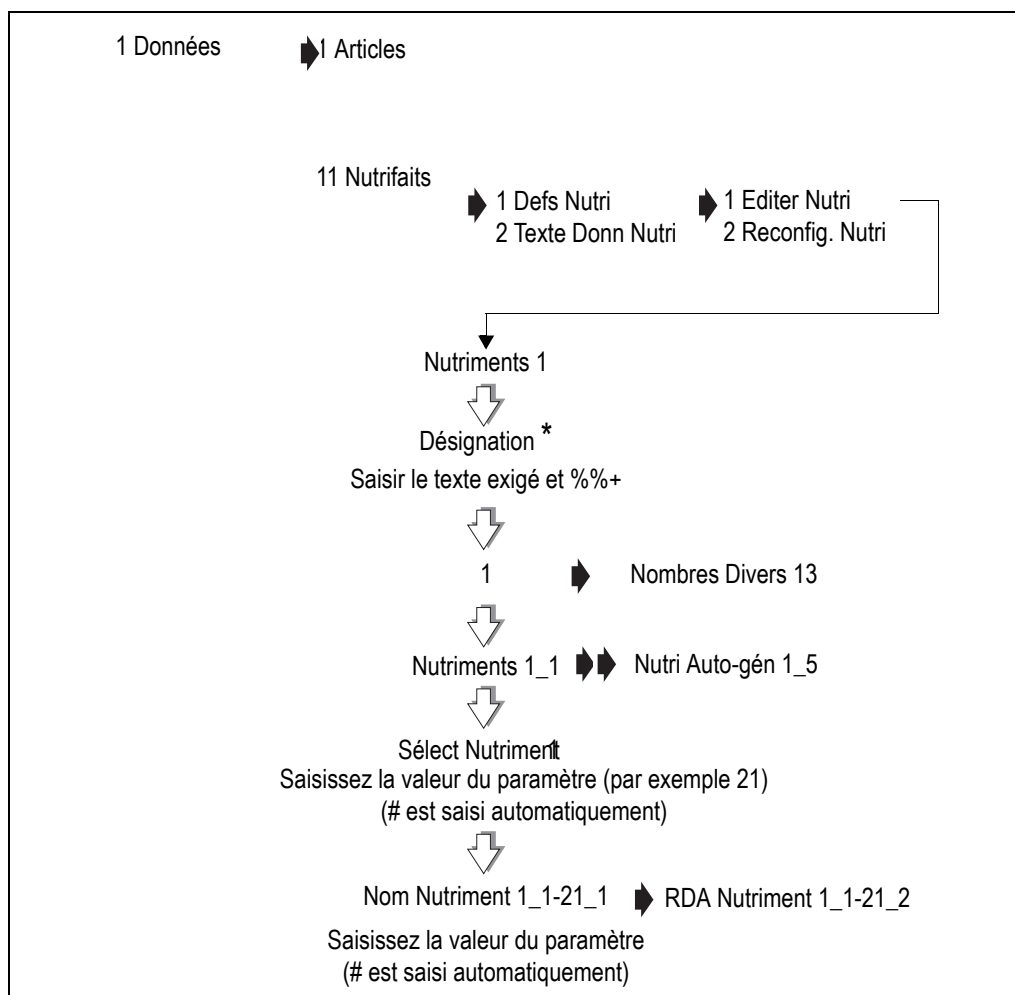 1 Données 1 Articles
11 Nutrifaits
1 Defs Nutri 1 Editer Nutri
2 Texte Donn Nutri 2 Reconfig. Nutri
Nutriments 1
Désignation *
Saisir le texte exigé et %%+
1 Nombres Divers 13
Nutriments 1_1 Nutri Auto-gén 1_5
Sélect Nutriment 1
Saisissez la valeur du paramètre (par exemple 21)
(# est saisi automatiquement)
Nom Nutriment 1_1-21_1 RDA Nutriment 1_1-21_2
Saisissez la valeur du paramètre
(# est saisi automatiquement)